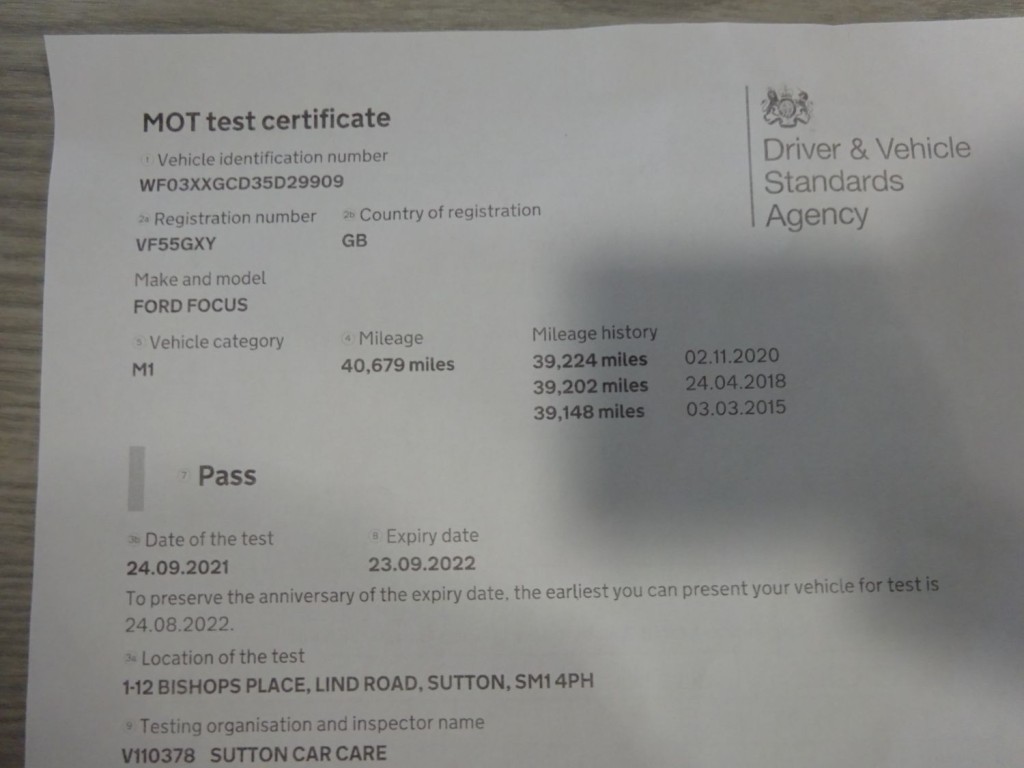 MOT test certificate
Driver & Vehicle
Standards
Agency
1 Vehicle identification number
WF03XXGCD35D29909
2a Registration number 2b Country of registration
VF55GXY GB
Make and model
FORD FOCUS
5 Vehicle category 4 Mileage Mileage history
M1 40,679 miles 39,224 miles 02.11.2020
39,202 miles 24.04.2018
39,148 miles 03.03.2015
7 Pass
3b Date of the test 8 Expiry date
24.09.2021 23.09.2022
To preserve the anniversary of the expiry date, the earliest you can present your vehicle for test is
24.08.2022.
3a Location of the test
1-12 BISHOPS PLACE, LIND ROAD, SUTTON, SM1 4PH
9 Testing organisation and inspector name
V110378 SUTTON CAR CARE